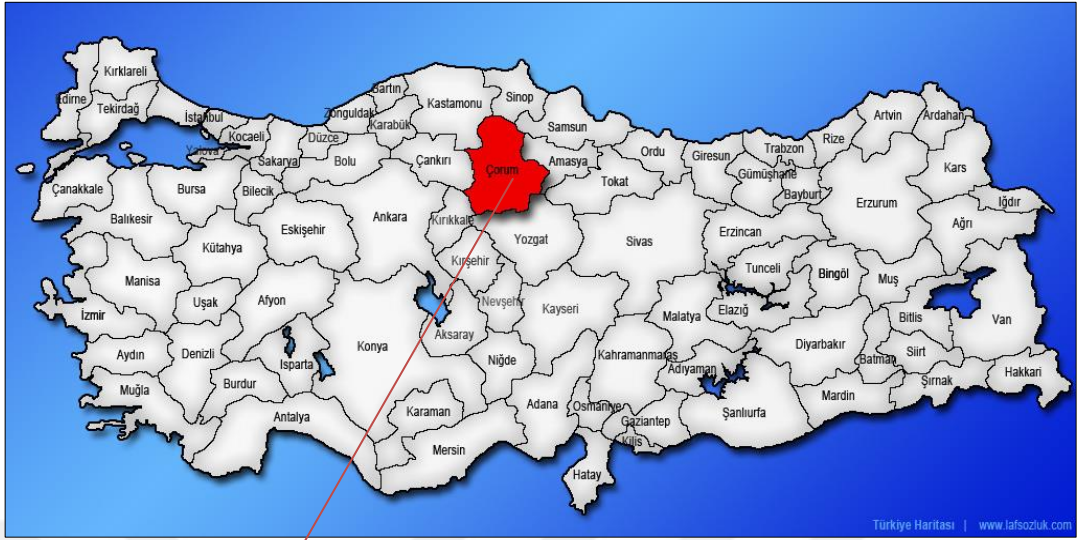 Kırklareli
Edirne
Tekirdağ
İstanbul
Kocaeli
Yalova
Sakarya
Düzce
Zonguldak
Bartın
Karabük
Kastamonu
Sinop
Samsun
Bolu
Çankırı
Çorum
Amasya
Tokat
Ordu
Giresun
Trabzon
Gümüşhane
Bayburt
Rize
Artvin
Ardahan
Kars
Iğdır
Ağrı
Erzurum
Erzincan
Çanakkale
Balıkesir
Bursa
Bilecik
Eskişehir
Kütahya
Ankara
Kırıkkale
Yozgat
Sivas
Kırşehir
Nevşehir
Kayseri
Tunceli
Bingöl
Muş
Bitlis
Van
Manisa
Uşak
Afyon
İzmir
Aydın
Denizli
Isparta
Konya
Aksaray
Niğde
Malatya
Elazığ
Diyarbakır
Batman
Siirt
Şırnak
Hakkari
Muğla
Burdur
Antalya
Karaman
Mersin
Adana
Kahramanmaraş
Osmaniye
Adıyaman
Gaziantep
Kilis
Hatay
Şanlıurfa
Mardin
Türkiye Haritası | www.lafsozluk.com